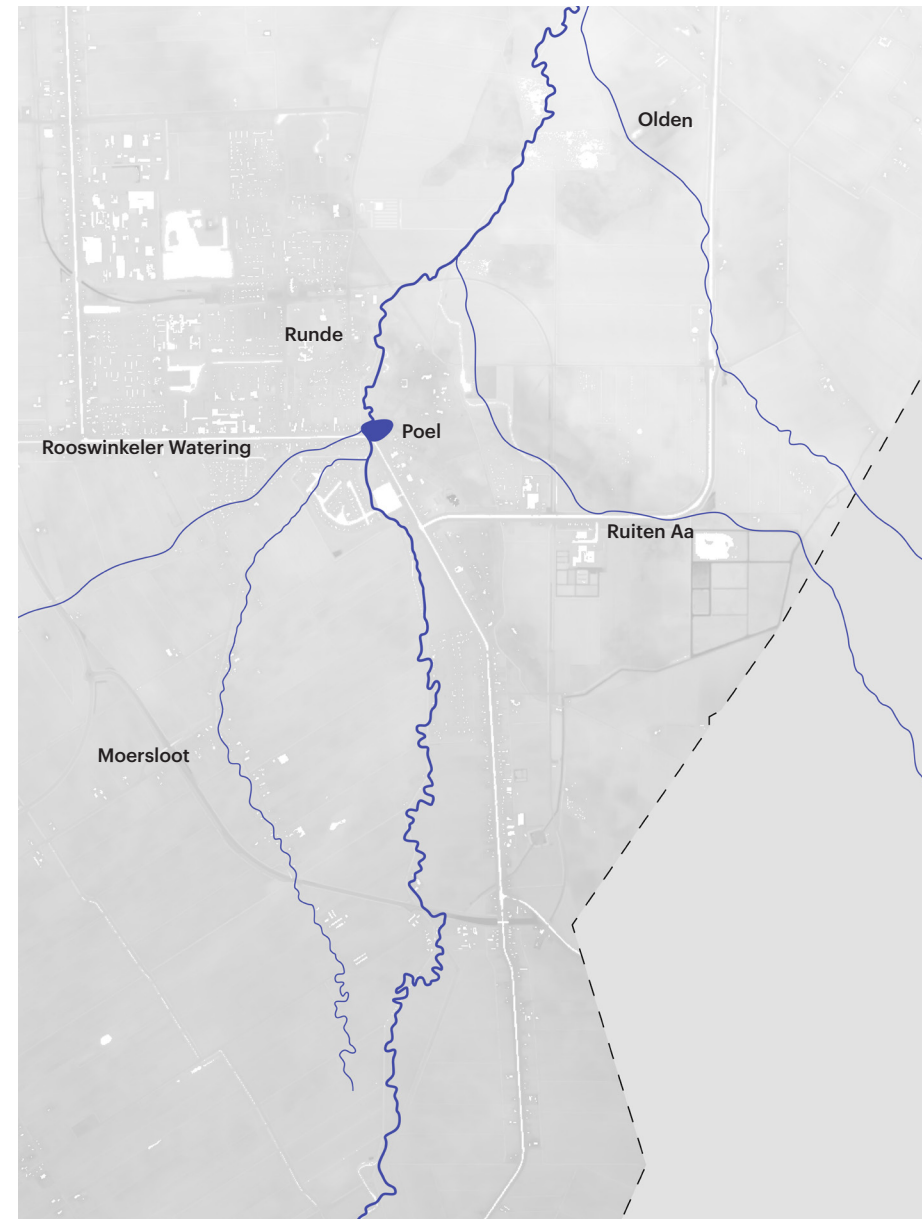 Olden
Runde
Poel
Rooswinkeler Watering
Ruiten Aa
Moersloot